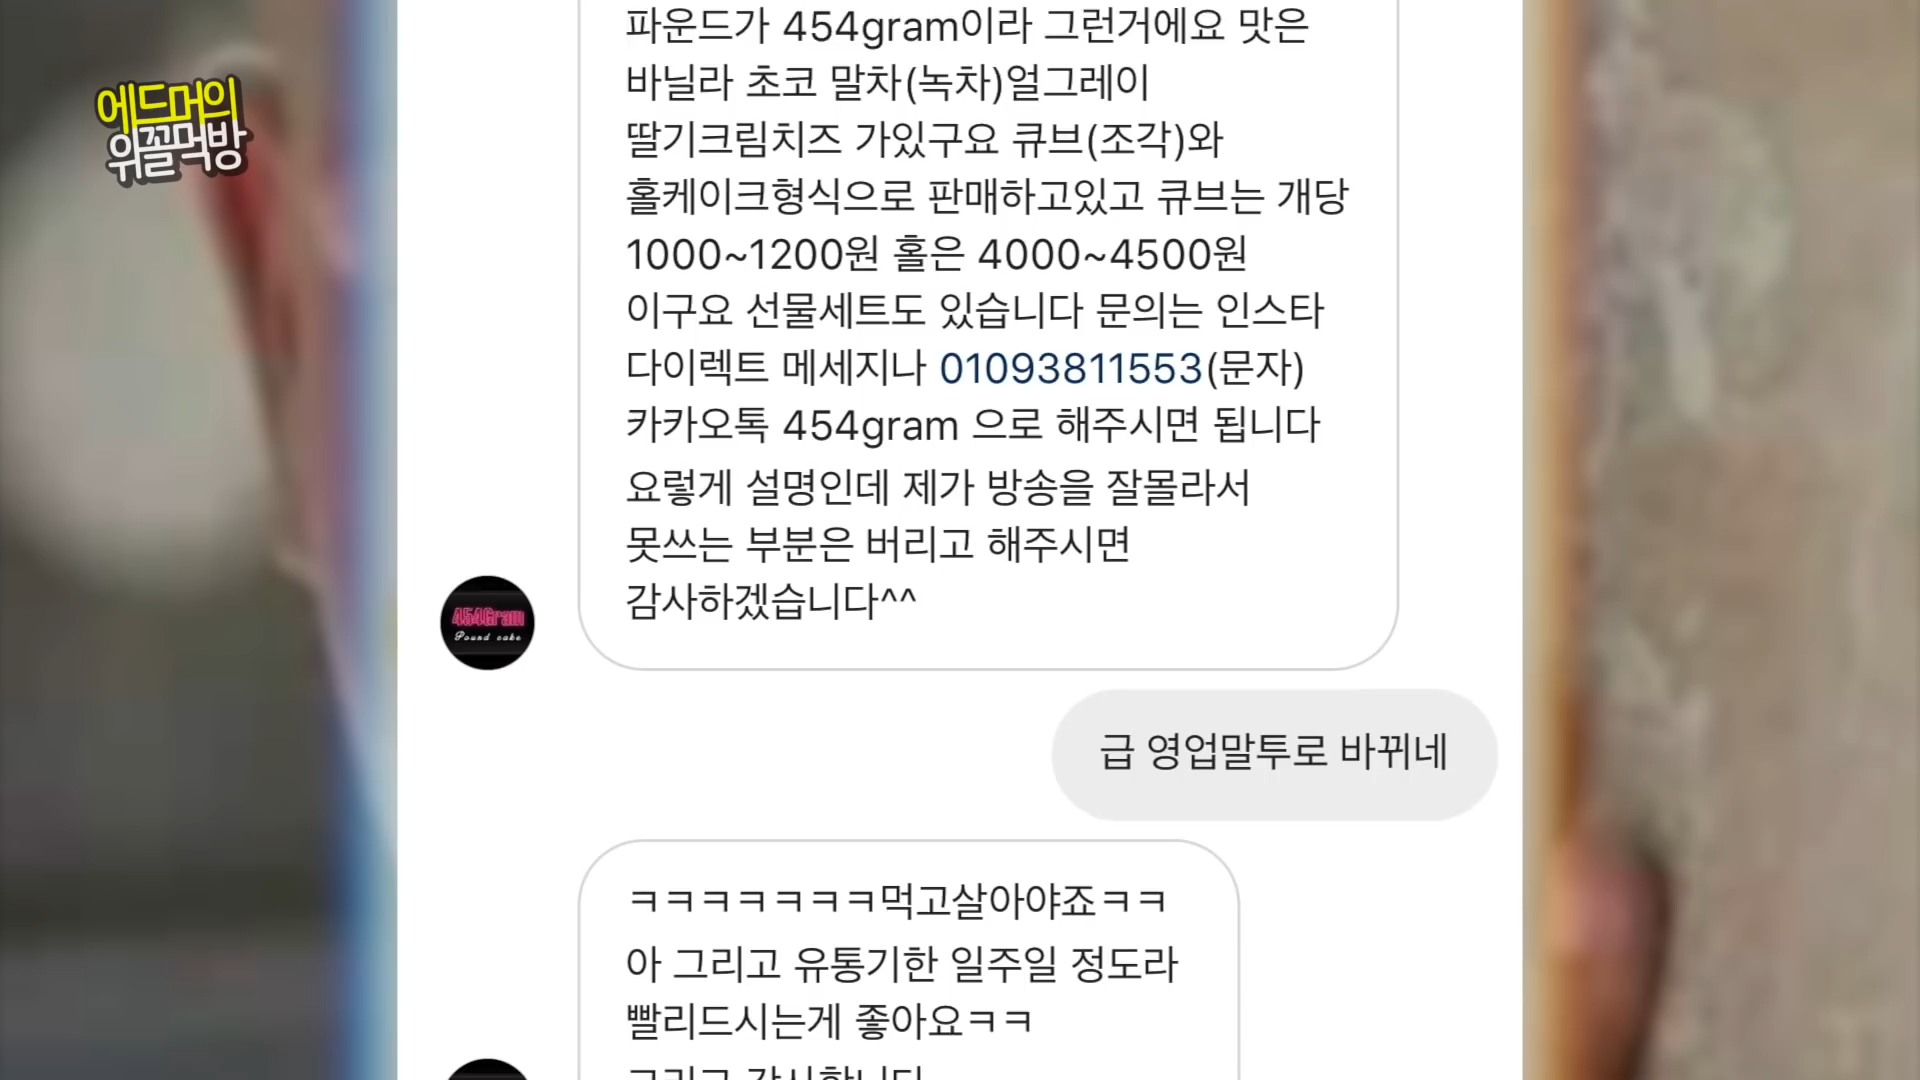 에드머의
위꼴먹방
파운드가 454gram이라 그런거에요 맛은
바닐라 초코 말차(녹차)얼그레이
딸기크림치즈 가있구요 큐브(조각)와
홀케이크형식으로 판매하고있고 큐브는 개당
1000~1200원 홀은 4000~4500원
이구요 선물세트도 있습니다 문의는 인스타
다이렉트 메세지나 01093811553(문자)
카카오톡 454gram 으로 해주시면 됩니다
요렇게 설명인데 제가 방송을 잘몰라서
못쓰는 부분은 버리고 해주시면
감사하겠습니다^^
454Gram
Pound cake
급 영업말투로 바뀌네
ㅋㅋㅋㅋㅋㅋㅋ먹고살아야죠ㅋㅋ
아 그리고 유통기한 일주일 정도라
빨리드시는게 좋아요ㅋㅋ